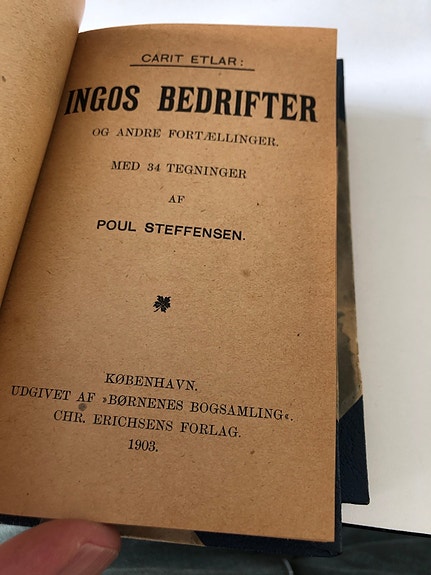 CARIT ETLAR:
INGOS BEDRIFTER
OG ANDRE FORTÆLLINGER.
MED 34 TEGNINGER
AF
POUL STEFFENSEN.
KØBENHAVN.
UDGIVET AF »BØRNENES BOGSAMLING«.
CHR. ERICHSENS FORLAG.
1903.